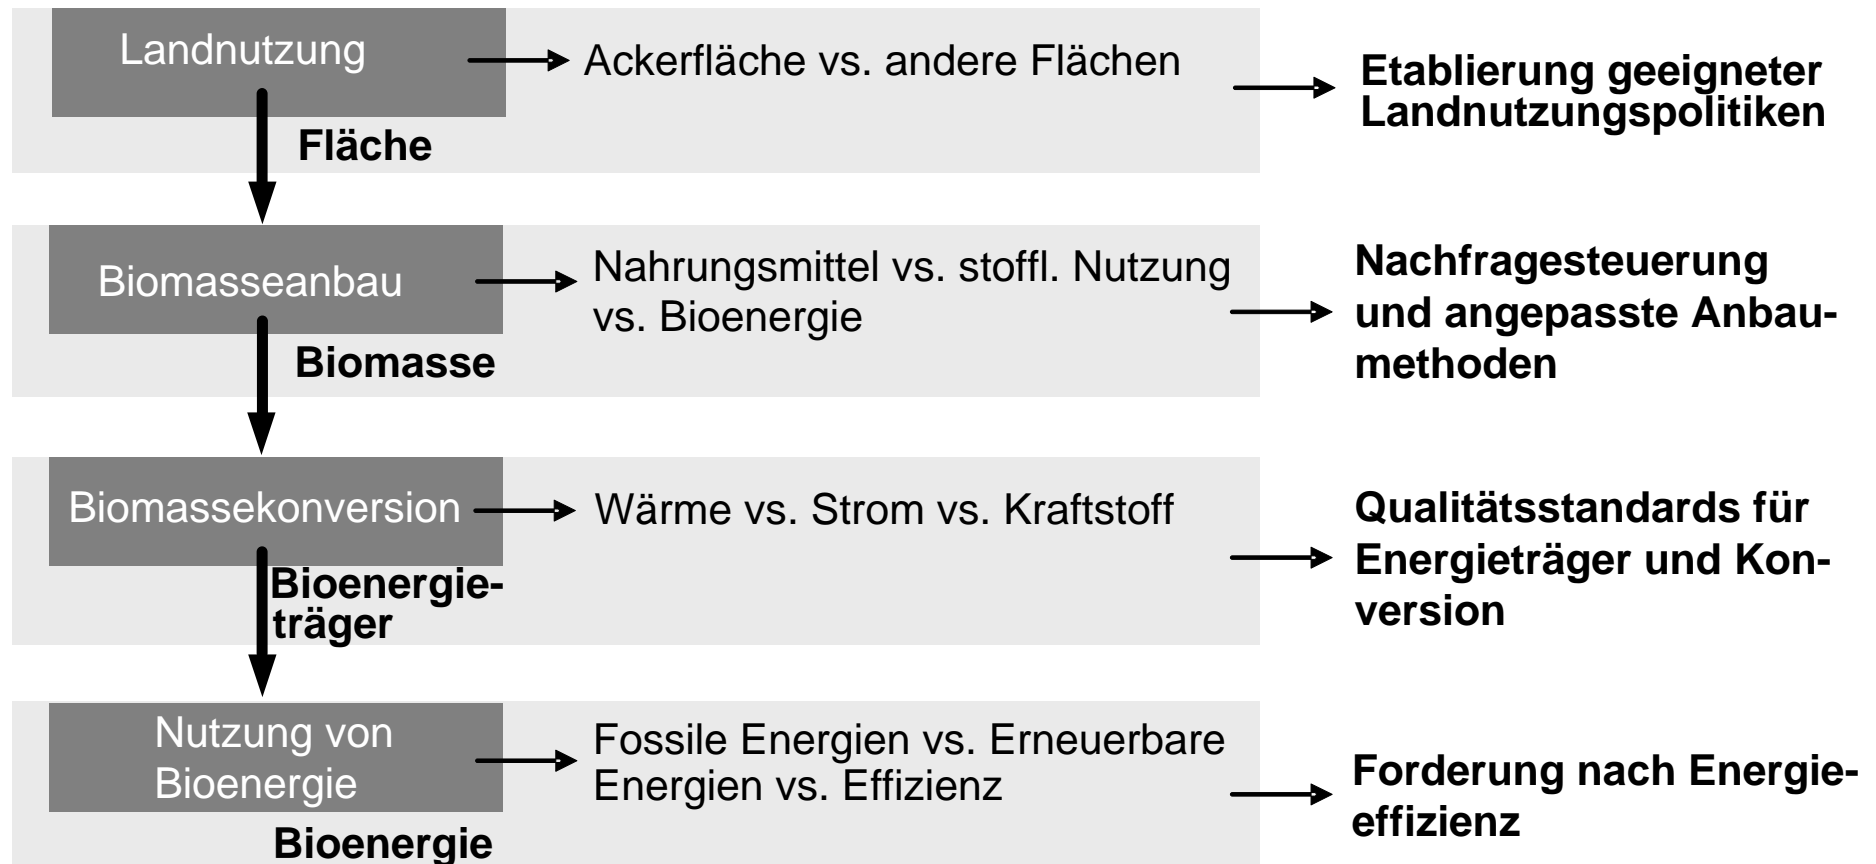 Landnutzung
Ackerfläche vs. andere Flächen
Etablierung geeigneter
Landnutzungspolitiken
Fläche
Biomasseanbau
Nahrungsmittel vs. stoffl. Nutzung
vs. Bioenergie
Nachfragesteuerung
und angepasste Anbau-
methoden
Biomasse
Biomassekonversion
Wärme vs. Strom vs. Kraftstoff
Qualitätsstandards für
Energieträger und Kon-
version
Bioenergie-
träger
Nutzung von
Bioenergie
Fossile Energien vs. Erneuerbare
Energien vs. Effizienz
Forderung nach Energie-
effizienz
Bioenergie